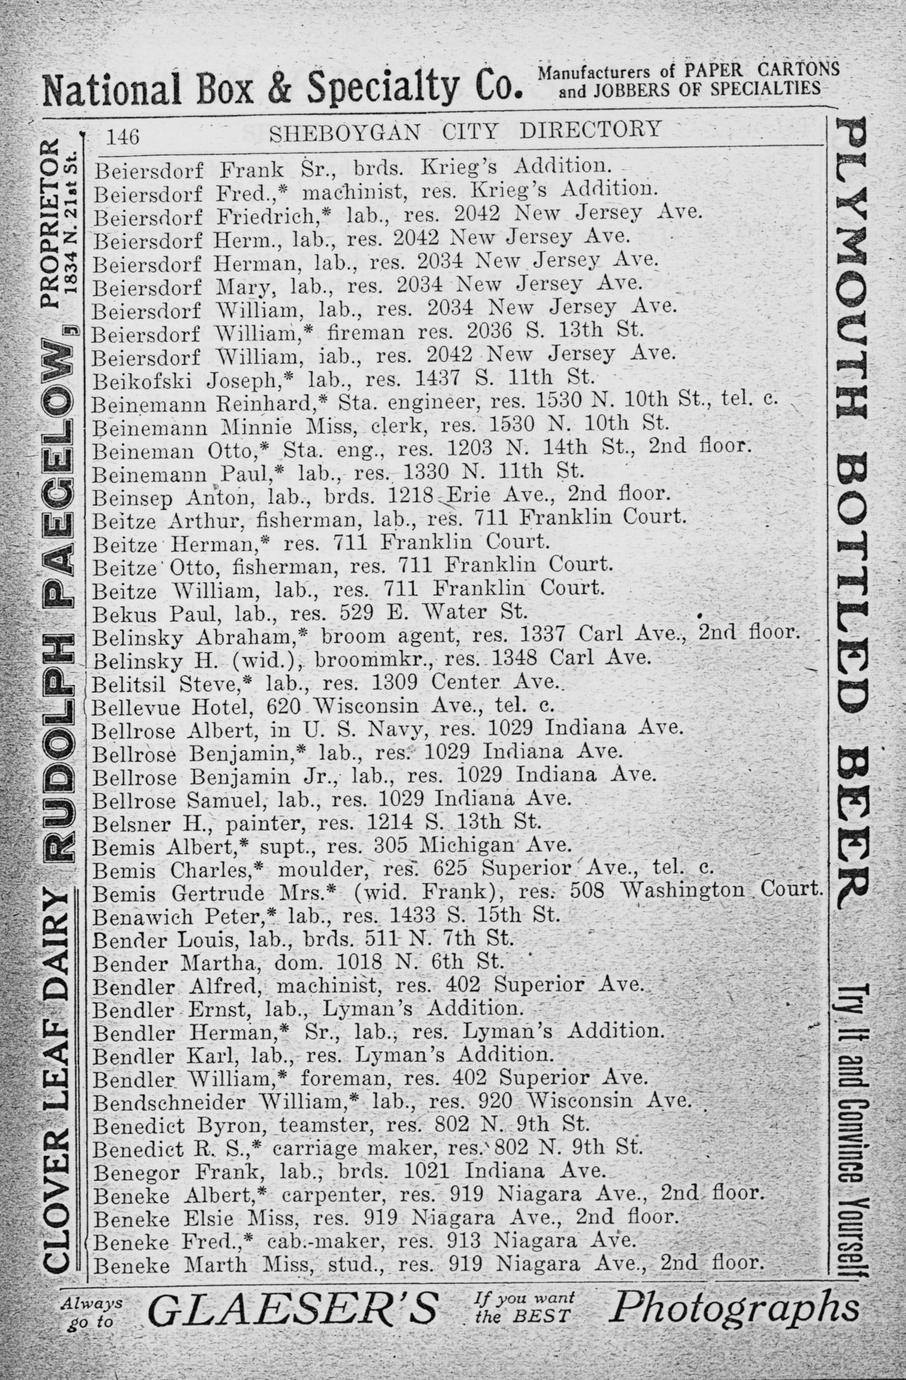 National Box & Specialty Co. Manufacturers of PAPER CARTONS
and JOBBERS OF SPECIALTIES
146 SHEBOYGAN CITY DIRECTORY
Beiersdorf Frank Sr., brds. Krieg's Addition.
Beiersdorf Fred.,* machinist, res. Krieg's Addition.
Beiersdorf Friedrich,* lab., res. 2042 New Jersey Ave.
Beiersdorf Herm., lab., res. 2042 New Jersey Ave.
Beiersdorf Herman, lab., res. 2034 New Jersey Ave.
Beiersdorf Mary, lab., res. 2034 New Jersey Ave.
Beiersdorf William, lab., res. 2034 New Jersey Ave.
Beiersdorf William,* fireman res. 2036 S. 13th St.
Beiersdorf William, iab., res. 2042 New Jersey Ave.
Beikofski Joseph,* lab., res. 1437 S. 11th St.
Beinemann Reinhard,* Sta. engineer, res. 1530 N. 10th St., tel. c.
Beinemann Minnie Miss, clerk, res. 1530 N. 10th St.
Beineman Otto,* Sta. eng., res. 1203 N. 14th St., 2nd floor.
Beinemann Paul,* lab., res. 1330 N. 11th St.
Beinsep Anton, lab., brds. 1218 Erie Ave., 2nd floor.
Beitze Arthur, fisherman, lab., res. 711 Franklin Court.
Beitze Herman,* res. 711 Franklin Court.
Beitze Otto, fisherman, res. 711 Franklin Court.
Beitze William, lab., res. 711 Franklin Court.
Bekus Paul, lab., res. 529 E. Water St.
Belinsky Abraham,* broom agent, res. 1337 Carl Ave., 2nd floor.
Belinsky H. (wid.), broommkr., res. 1348 Carl Ave.
Belitsil Steve,* lab., res. 1309 Center Ave.
Bellevue Hotel, 620 Wisconsin Ave., tel. c.
Bellrose Albert, in U. S. Navy, res. 1029 Indiana Ave.
Bellrose Benjamin,* lab., res. 1029 Indiana Ave.
Bellrose Benjamin Jr., lab., res. 1029 Indiana Ave.
Bellrose Samuel, lab., res. 1029 Indiana Ave.
Belsner H., painter, res. 1214 S. 13th St.
Bemis Albert,* supt., res. 305 Michigan Ave.
Bemis Charles,* moulder, res. 625 Superior Ave., tel. c.
Bemis Gertrude Mrs.* (wid. Frank), res. 508 Washington Court.
Benawich Peter,* lab., res. 1433 S. 15th St.
Bender Louis, lab., brds. 511 N. 7th St.
Bender Martha, dom. 1018 N. 6th St.
Bendler Alfred, machinist, res. 402 Superior Ave.
Bendler Ernst, lab., Lyman's Addition.
Bendler Herman,* Sr., lab., res. Lyman's Addition.
Bendler Karl, lab., res. Lyman's Addition.
Bendler William,* foreman, res. 402 Superior Ave.
Bendschneider William,* lab., res. 920 Wisconsin Ave.
Benedict Byron, teamster, res. 802 N. 9th St.
Benedict R. S.,* carriage maker, res. 802 N. 9th St.
Benegor Frank, lab., brds. 1021 Indiana Ave.
Beneke Albert,* carpenter, res. 919 Niagara Ave., 2nd floor.
Beneke Elsie Miss, res. 919 Niagara Ave., 2nd floor.
Beneke Fred.,* cab.-maker, res. 913 Niagara Ave.
Beneke Marth Miss, stud., res. 919 Niagara Ave., 2nd floor.
CLOVER LEAF DAIRY RUDOLPH PAEGELOW, PROPRIETOR
1834 N. 21st St.
PLYMOUTH BOTTLED BEER Try It and Convince Yourself
Always
go to GLAESER'S If you want
the BEST Photographs